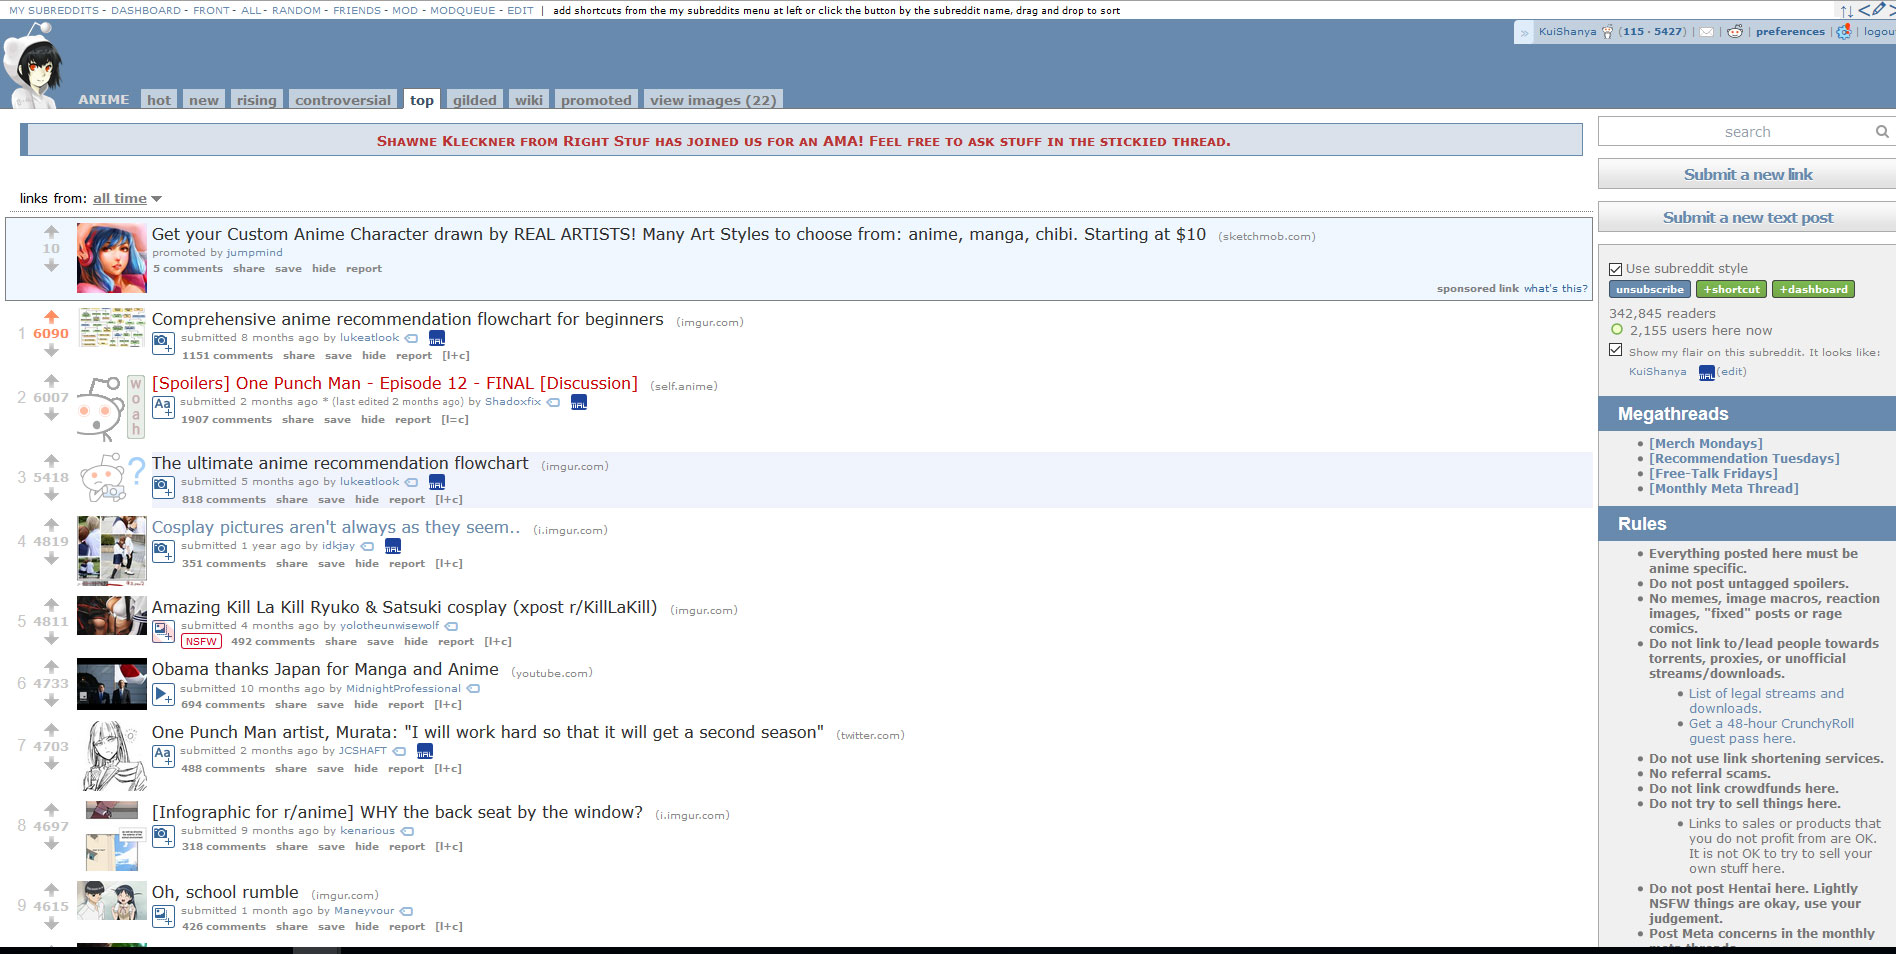 MY SUBREDDITS - DASHBOARD - FRONT - ALL - RANDOM - FRIENDS - MOD - MODQUEUE - EDIT | add shortcuts from the my subreddits menu at left or click the button by the subreddit name, drag and drop to sort
» KuiShanya (115 · 5427) | | | preferences | | logou
ANIME hot new rising controversial top gilded wiki promoted view images (22)
SHAWNE KLECKNER FROM RIGHT STUF HAS JOINED US FOR AN AMA! FEEL FREE TO ASK STUFF IN THE STICKIED THREAD.
links from: all time
10
Get your Custom Anime Character drawn by REAL ARTISTS! Many Art Styles to choose from: anime, manga, chibi. Starting at $10 (sketchmob.com)
promoted by jumpmind
5 comments share save hide report
sponsored link what's this?
1 6090
Comprehensive anime recommendation flowchart for beginners (imgur.com)
submitted 8 months ago by lukeatlook MAL
1151 comments share save hide report [l+c]
2 6007
woah
[Spoilers] One Punch Man - Episode 12 - FINAL [Discussion] (self.anime)
Aa submitted 2 months ago * (last edited 2 months ago) by Shadoxfix MAL
1907 comments share save hide report [l=c]
3 5418
The ultimate anime recommendation flowchart (imgur.com)
submitted 5 months ago by lukeatlook MAL
818 comments share save hide report [l+c]
4 4819
Cosplay pictures aren't always as they seem.. (i.imgur.com)
submitted 1 year ago by idkjay MAL
351 comments share save hide report [l+c]
5 4811
Amazing Kill La Kill Ryuko & Satsuki cosplay (xpost r/KillLaKill) (imgur.com)
submitted 4 months ago by yolotheunwisewolf
NSFW 492 comments share save hide report [l+c]
6 4733
Obama thanks Japan for Manga and Anime (youtube.com)
submitted 10 months ago by MidnightProfessional
694 comments share save hide report [l+c]
7 4703
One Punch Man artist, Murata: "I will work hard so that it will get a second season" (twitter.com)
Aa submitted 2 months ago by JCSHAFT MAL
488 comments share save hide report [l+c]
8 4697
[Infographic for r/anime] WHY the back seat by the window? (i.imgur.com)
submitted 9 months ago by kenarious
318 comments share save hide report [l+c]
9 4615
Oh, school rumble (imgur.com)
submitted 1 month ago by Maneyvour
426 comments share save hide report [l+c]
search
Submit a new link
Submit a new text post
Use subreddit style
unsubscribe +shortcut +dashboard
342,845 readers
2,155 users here now
Show my flair on this subreddit. It looks like:
KuiShanya MAL (edit)
Megathreads
[Merch Mondays]
[Recommendation Tuesdays]
[Free-Talk Fridays]
[Monthly Meta Thread]
Rules
Everything posted here must be
anime specific.
Do not post untagged spoilers.
No memes, image macros, reaction
images, "fixed" posts or rage
comics.
Do not link to/lead people towards
torrents, proxies, or unofficial
streams/downloads.
List of legal streams and
downloads.
Get a 48-hour CrunchyRoll
guest pass here.
Do not use link shortening services.
No referral scams.
Do not link crowdfunds here.
Do not try to sell things here.
Links to sales or products that
you do not profit from are OK.
It is not OK to try to sell your
own stuff here.
Do not post Hentai here. Lightly
NSFW things are okay, use your
judgement.
Post Meta concerns in the monthly